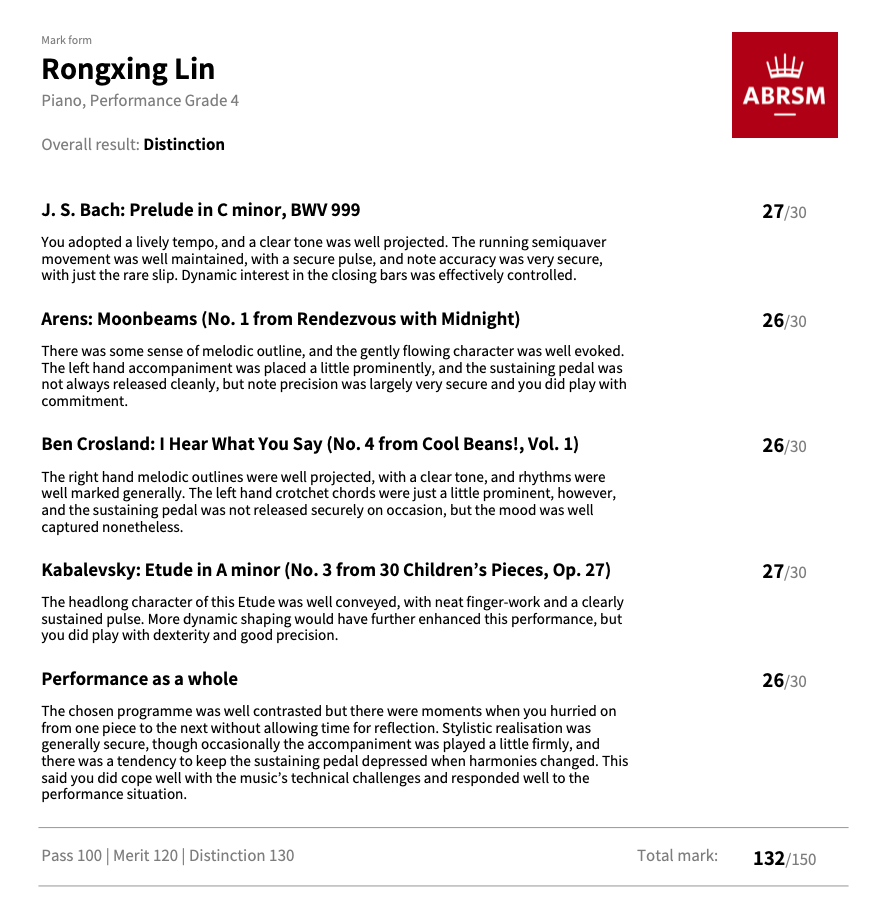 Mark form
Rongxing Lin
Piano, Performance Grade 4
ABRSM
Overall result: Distinction
J. S. Bach: Prelude in C minor, BWV 999
27/30
You adopted a lively tempo, and a clear tone was well projected. The running semiquaver
movement was well maintained, with a secure pulse, and note accuracy was very secure,
with just the rare slip. Dynamic interest in the closing bars was effectively controlled.
Arens: Moonbeams (No. 1 from Rendezvous with Midnight)
26/30
There was some sense of melodic outline, and the gently flowing character was well evoked.
The left hand accompaniment was placed a little prominently, and the sustaining pedal was
not always released cleanly, but note precision was largely very secure and you did play with
commitment.
Ben Crosland: I Hear What You Say (No. 4 from Cool Beans!, Vol. 1)
26/30
The right hand melodic outlines were well projected, with a clear tone, and rhythms were
well marked generally. The left hand crotchet chords were just a little prominent, however,
and the sustaining pedal was not released securely on occasion, but the mood was well
captured nonetheless.
Kabalevsky: Etude in A minor (No. 3 from 30 Children’s Pieces, Op. 27)
27/30
The headlong character of this Etude was well conveyed, with neat finger-work and a clearly
sustained pulse. More dynamic shaping would have further enhanced this performance, but
you did play with dexterity and good precision.
Performance as a whole
26/30
The chosen programme was well contrasted but there were moments when you hurried on
from one piece to the next without allowing time for reflection. Stylistic realisation was
generally secure, though occasionally the accompaniment was played a little firmly, and
there was a tendency to keep the sustaining pedal depressed when harmonies changed. This
said you did cope well with the music’s technical challenges and responded well to the
performance situation.
Pass 100 | Merit 120 | Distinction 130
Total mark: 132/150